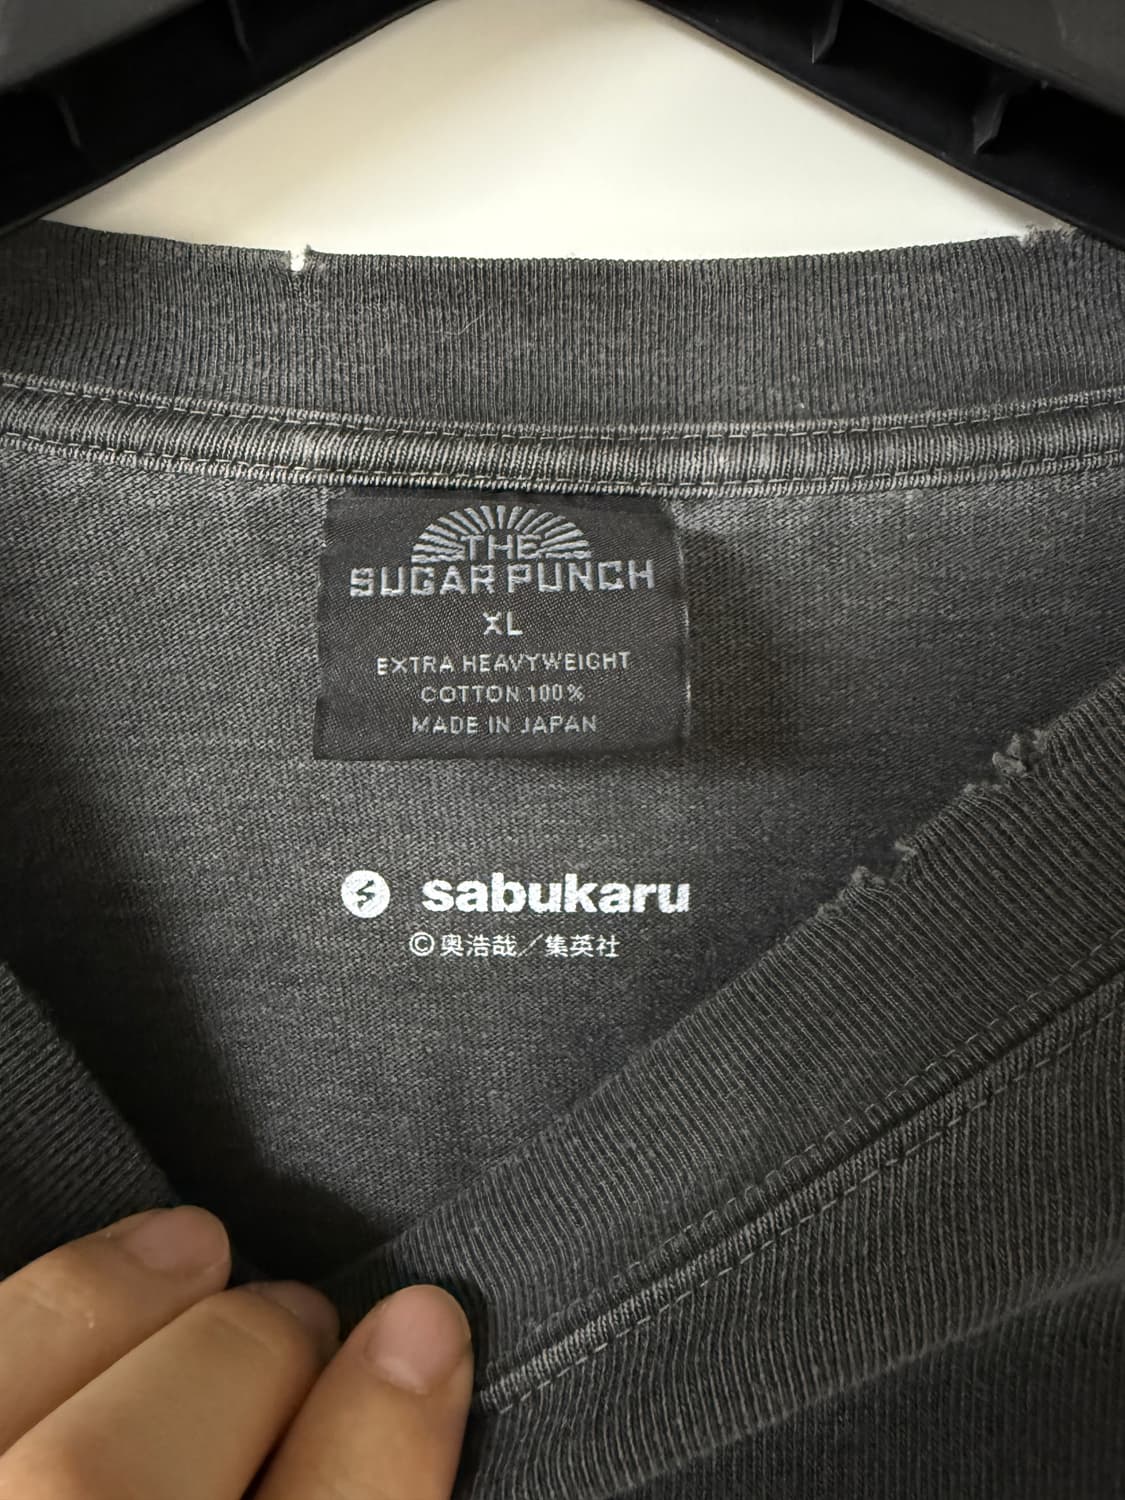 THE
SUGAR PUNCH
XL
EXTRA HEAVYWEIGHT
COTTON 100%
MADE IN JAPAN
sabukaru
©奥浩哉／集英社